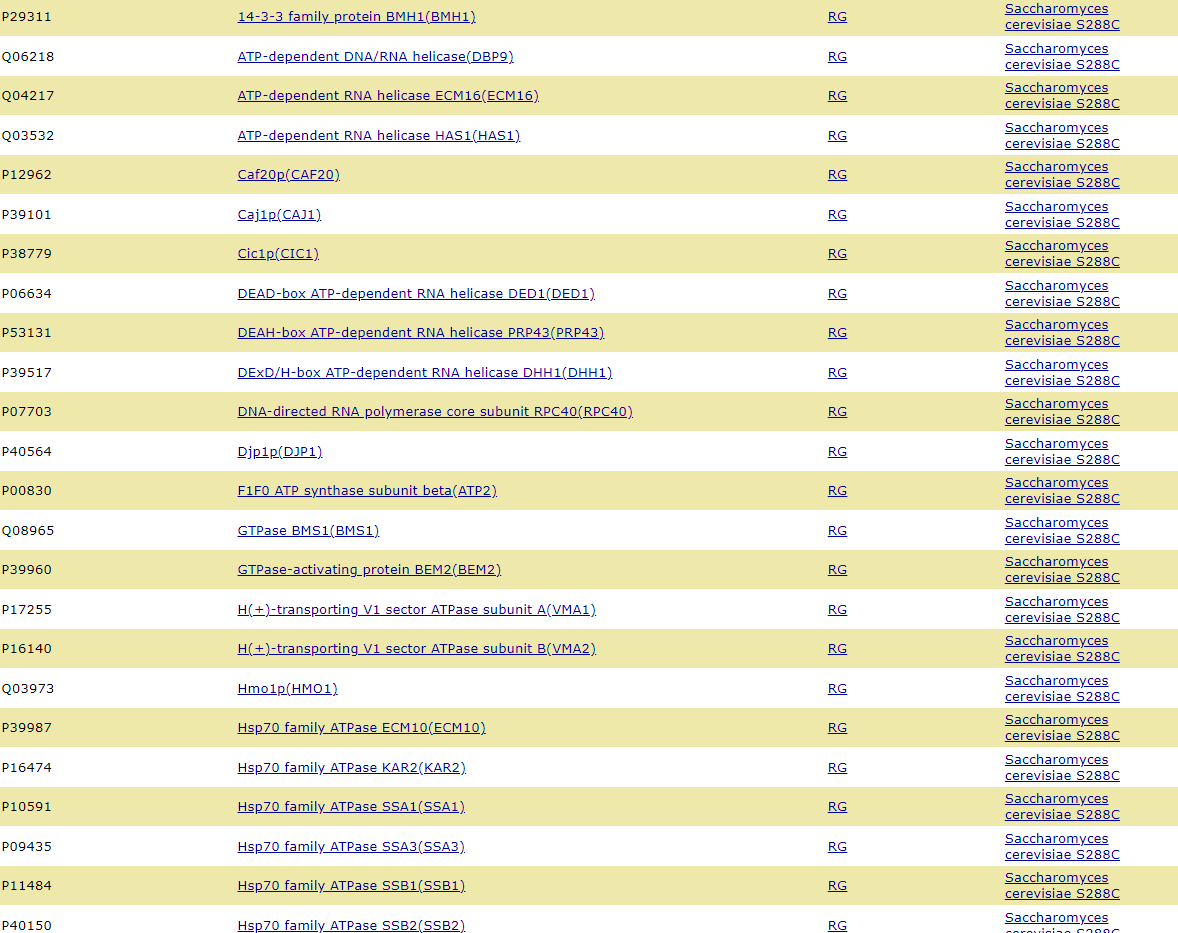 P29311 14-3-3 family protein BMH1(BMH1) RG Saccharomyces
cerevisiae S288C
Q06218 ATP-dependent DNA/RNA helicase(DBP9) RG Saccharomyces
cerevisiae S288C
Q04217 ATP-dependent RNA helicase ECM16(ECM16) RG Saccharomyces
cerevisiae S288C
Q03532 ATP-dependent RNA helicase HAS1(HAS1) RG Saccharomyces
cerevisiae S288C
P12962 Caf20p(CAF20) RG Saccharomyces
cerevisiae S288C
P39101 Caj1p(CAJ1) RG Saccharomyces
cerevisiae S288C
P38779 Cic1p(CIC1) RG Saccharomyces
cerevisiae S288C
P06634 DEAD-box ATP-dependent RNA helicase DED1(DED1) RG Saccharomyces
cerevisiae S288C
P53131 DEAH-box ATP-dependent RNA helicase PRP43(PRP43) RG Saccharomyces
cerevisiae S288C
P39517 DExD/H-box ATP-dependent RNA helicase DHH1(DHH1) RG Saccharomyces
cerevisiae S288C
P07703 DNA-directed RNA polymerase core subunit RPC40(RPC40) RG Saccharomyces
cerevisiae S288C
P40564 Djp1p(DJP1) RG Saccharomyces
cerevisiae S288C
P00830 F1F0 ATP synthase subunit beta(ATP2) RG Saccharomyces
cerevisiae S288C
Q08965 GTPase BMS1(BMS1) RG Saccharomyces
cerevisiae S288C
P39960 GTPase-activating protein BEM2(BEM2) RG Saccharomyces
cerevisiae S288C
P17255 H(+)-transporting V1 sector ATPase subunit A(VMA1) RG Saccharomyces
cerevisiae S288C
P16140 H(+)-transporting V1 sector ATPase subunit B(VMA2) RG Saccharomyces
cerevisiae S288C
Q03973 Hmo1p(HMO1) RG Saccharomyces
cerevisiae S288C
P39987 Hsp70 family ATPase ECM10(ECM10) RG Saccharomyces
cerevisiae S288C
P16474 Hsp70 family ATPase KAR2(KAR2) RG Saccharomyces
cerevisiae S288C
P10591 Hsp70 family ATPase SSA1(SSA1) RG Saccharomyces
cerevisiae S288C
P09435 Hsp70 family ATPase SSA3(SSA3) RG Saccharomyces
cerevisiae S288C
P11484 Hsp70 family ATPase SSB1(SSB1) RG Saccharomyces
cerevisiae S288C
P40150 Hsp70 family ATPase SSB2(SSB2) RG Saccharomyces